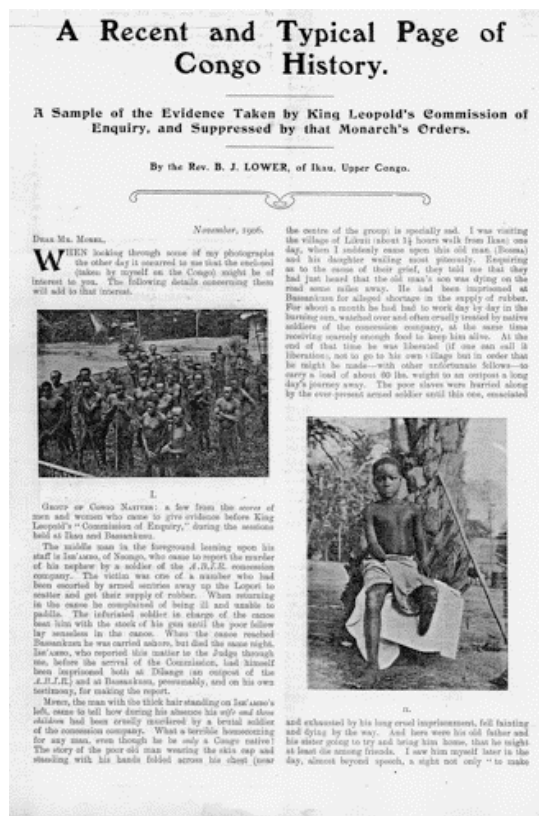 A Recent and Typical Page of
Congo History.
A Sample of the Evidence Taken by King Leopold's Commission of
Enquiry, and Suppressed by that Monarch's Orders.
By the Rev. B. J. LOWER, of Ikau, Upper Congo.
November, 1906.
DEAR MR. MOREL,
WHEN looking through some of my photographs
the other day it occurred to me that the enclosed
(taken by myself on the Congo) might be of
interest to you. The following details concerning them
will add to that interest.
I.
GROUP OF CONGO NATIVES: a few from the scores of
men and women who came to give evidence before King
Leopold's "Commission of Enquiry," during the sessions
held at Ikau and Bassankusu.
The middle man in the foreground leaning upon his
staff is of Nsongo, who came to report the murder
of his nephew by a soldier of the A.B.I.R. concession
company. The victim was one of a number who had
been escorted by armed sentries away up the Lopori to
scatter and get their supply of rubber. When returning
in the canoe he complained of being ill and unable to
paddle. The infuriated soldier in charge of the canoe
beat him with the stock of his gun until the poor fellow
lay senseless in the canoe. When the canoe reached
Bassankusu he was carried ashore, but died the same night.
who reported this matter to the Judge through
me, before the arrival of the Commission, had himself
been imprisoned both at (an outpost of the
A.B.I.R.) and at Bassankusu, presumably, and on his own
testimony, for making the report.
the man with the thick hair standing on
left, came to tell how during his absence his wife and three
children had been cruelly murdered by a brutal soldier
of the concession company. What a terrible homecoming
for any man, even though he be only a Congo native!
The story of the poor old man wearing the skin cap and
standing with his hands folded across his chest (near
the centre of the group) is specially sad. I was visiting
the village of (about 1½ hours walk from Ikau) one
day, when I suddenly came upon this old man
and his daughter wailing most piteously. Enquiring
as to the cause of their grief, they told me that they
had just heard that the old man's son was dying on the
road some miles away. He had been imprisoned at
Bassankusu for alleged shortage in the supply of rubber.
For about a month he had had to work day by day in the
burning sun, watched over and often cruelly treated by native
soldiers of the concession company, at the same time
receiving scarcely enough food to keep him alive. At the
end of that time he was liberated (if one can call it
liberation), not to go to his own village but in order that
he might be made—with other unfortunate fellows—to
carry a load of about 60 lbs. weight to an outpost a long
day's journey away. The poor slaves were hurried along
by the ever-present armed soldier until this one, emaciated
II.
and exhausted by his long cruel imprisonment, fell fainting
and dying by the way. And here were his old father and
his sister going to try and bring him home, that he might
at least die among friends. I saw him myself later in the
day, almost beyond speech, a sight not only "to make